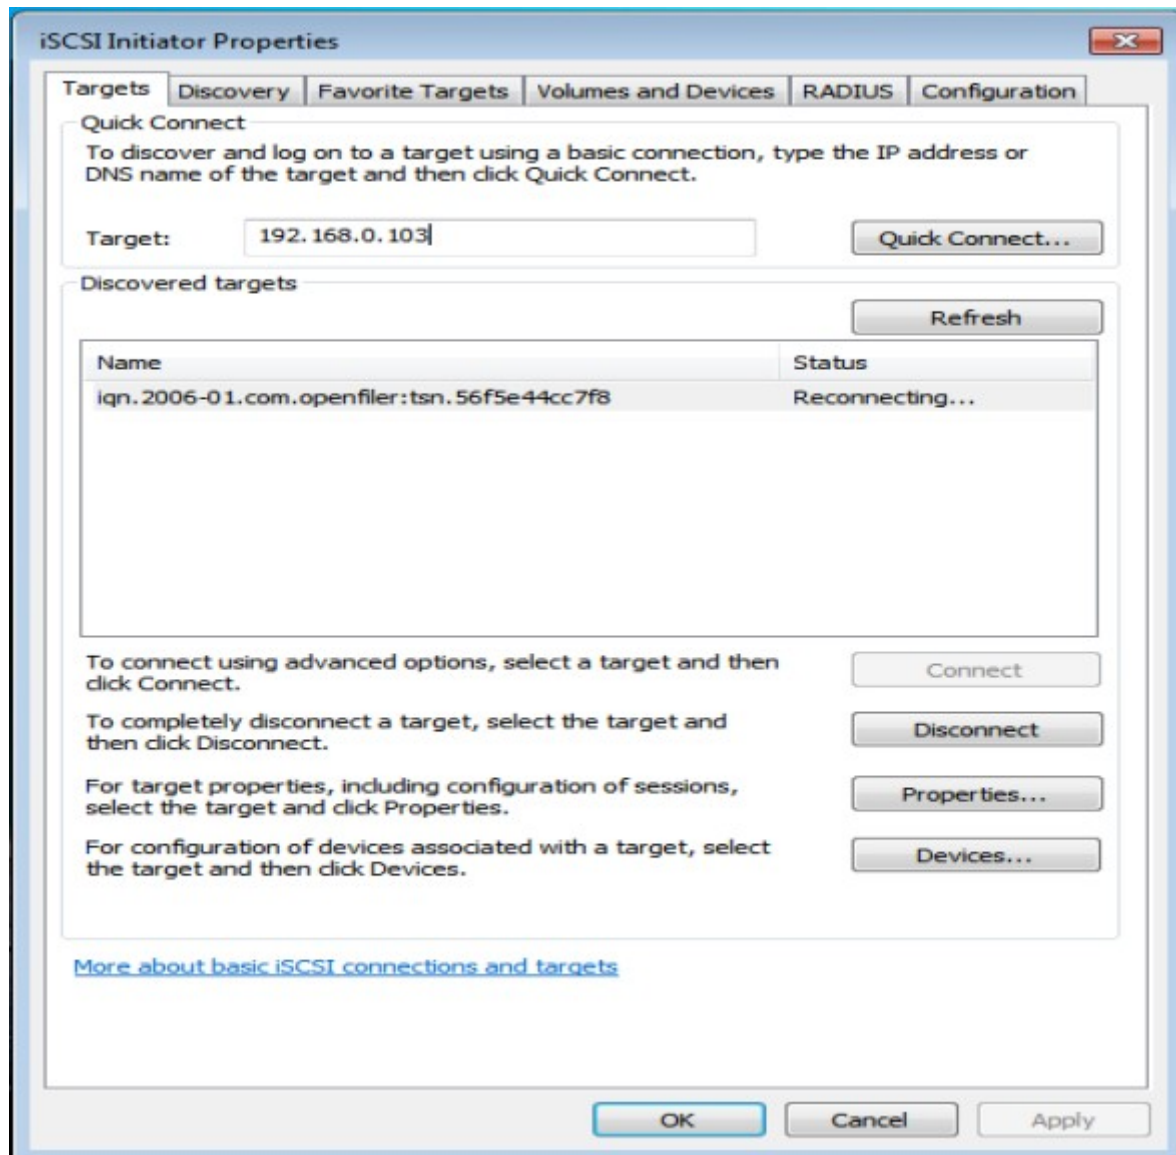 iSCSI Initiator Properties
Targets Discovery Favorite Targets Volumes and Devices RADIUS Configuration
Quick Connect
To discover and log on to a target using a basic connection, type the IP address or
DNS name of the target and then click Quick Connect.
Target: 192.168.0.103 Quick Connect...
Discovered targets
Refresh
Name Status
iqn.2006-01.com.openfiler:tsn.56f5e44cc7f8 Reconnecting...
To connect using advanced options, select a target and then
click Connect.
Connect
To completely disconnect a target, select the target and
then click Disconnect.
Disconnect
For target properties, including configuration of sessions,
select the target and click Properties.
Properties...
For configuration of devices associated with a target, select
the target and then click Devices.
Devices...
More about basic iSCSI connections and targets
OK Cancel Apply